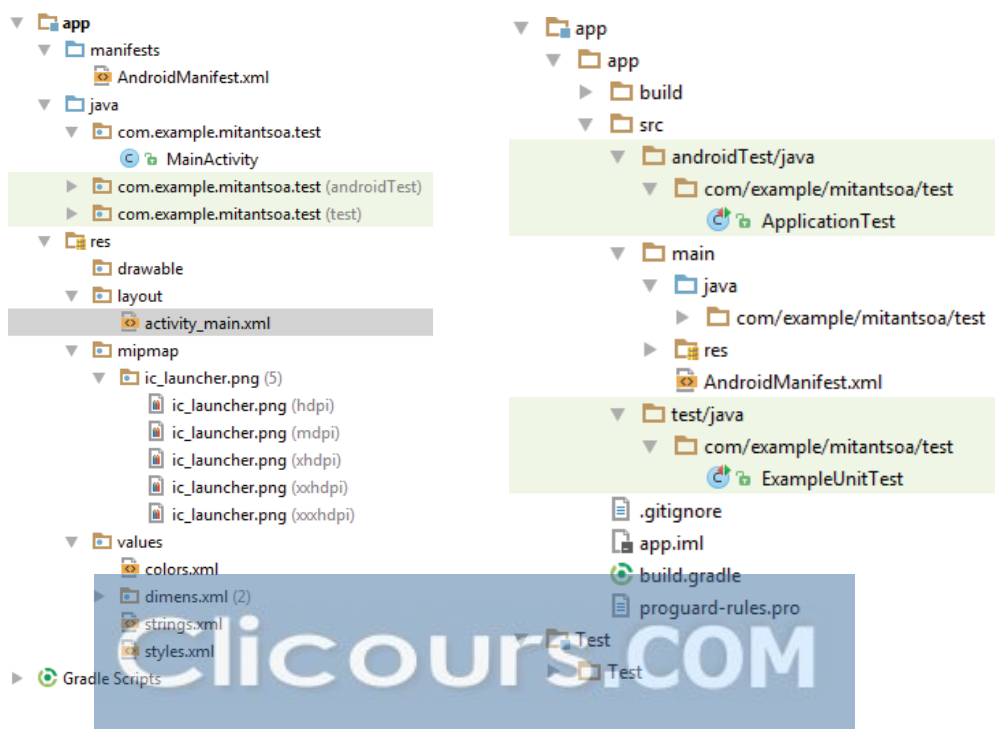 app
manifests
AndroidManifest.xml
java
com.example.mitantsoa.test
MainActivity
com.example.mitantsoa.test (androidTest)
com.example.mitantsoa.test (test)
res
drawable
layout
activity_main.xml
mipmap
ic_launcher.png (5)
ic_launcher.png (hdpi)
ic_launcher.png (mdpi)
ic_launcher.png (xhdpi)
ic_launcher.png (xxhdpi)
ic_launcher.png (xxxhdpi)
values
colors.xml
dimens.xml (2)
strings.xml
styles.xml
Gradle Scripts
app
app
build
src
androidTest/java
com/example/mitantsoa/test
ApplicationTest
main
java
com/example/mitantsoa/test
res
AndroidManifest.xml
test/java
com/example/mitantsoa/test
ExampleUnitTest
.gitignore
app.iml
build.gradle
proguard-rules.pro
Test
Test
Clicours.COM